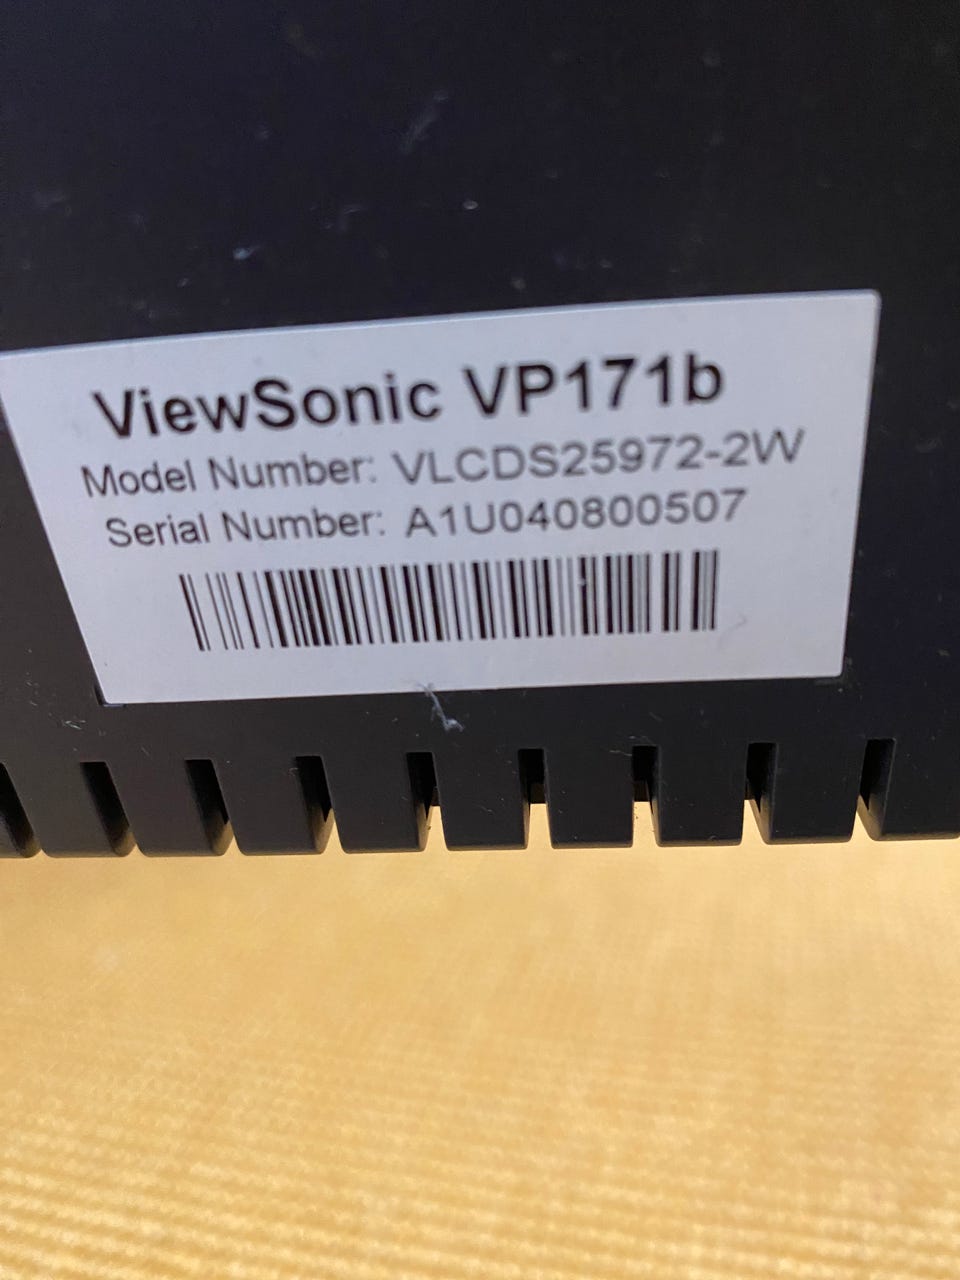 ViewSonic VP171b
Model Number: VLCDS25972-2W
Serial Number: A1U040800507